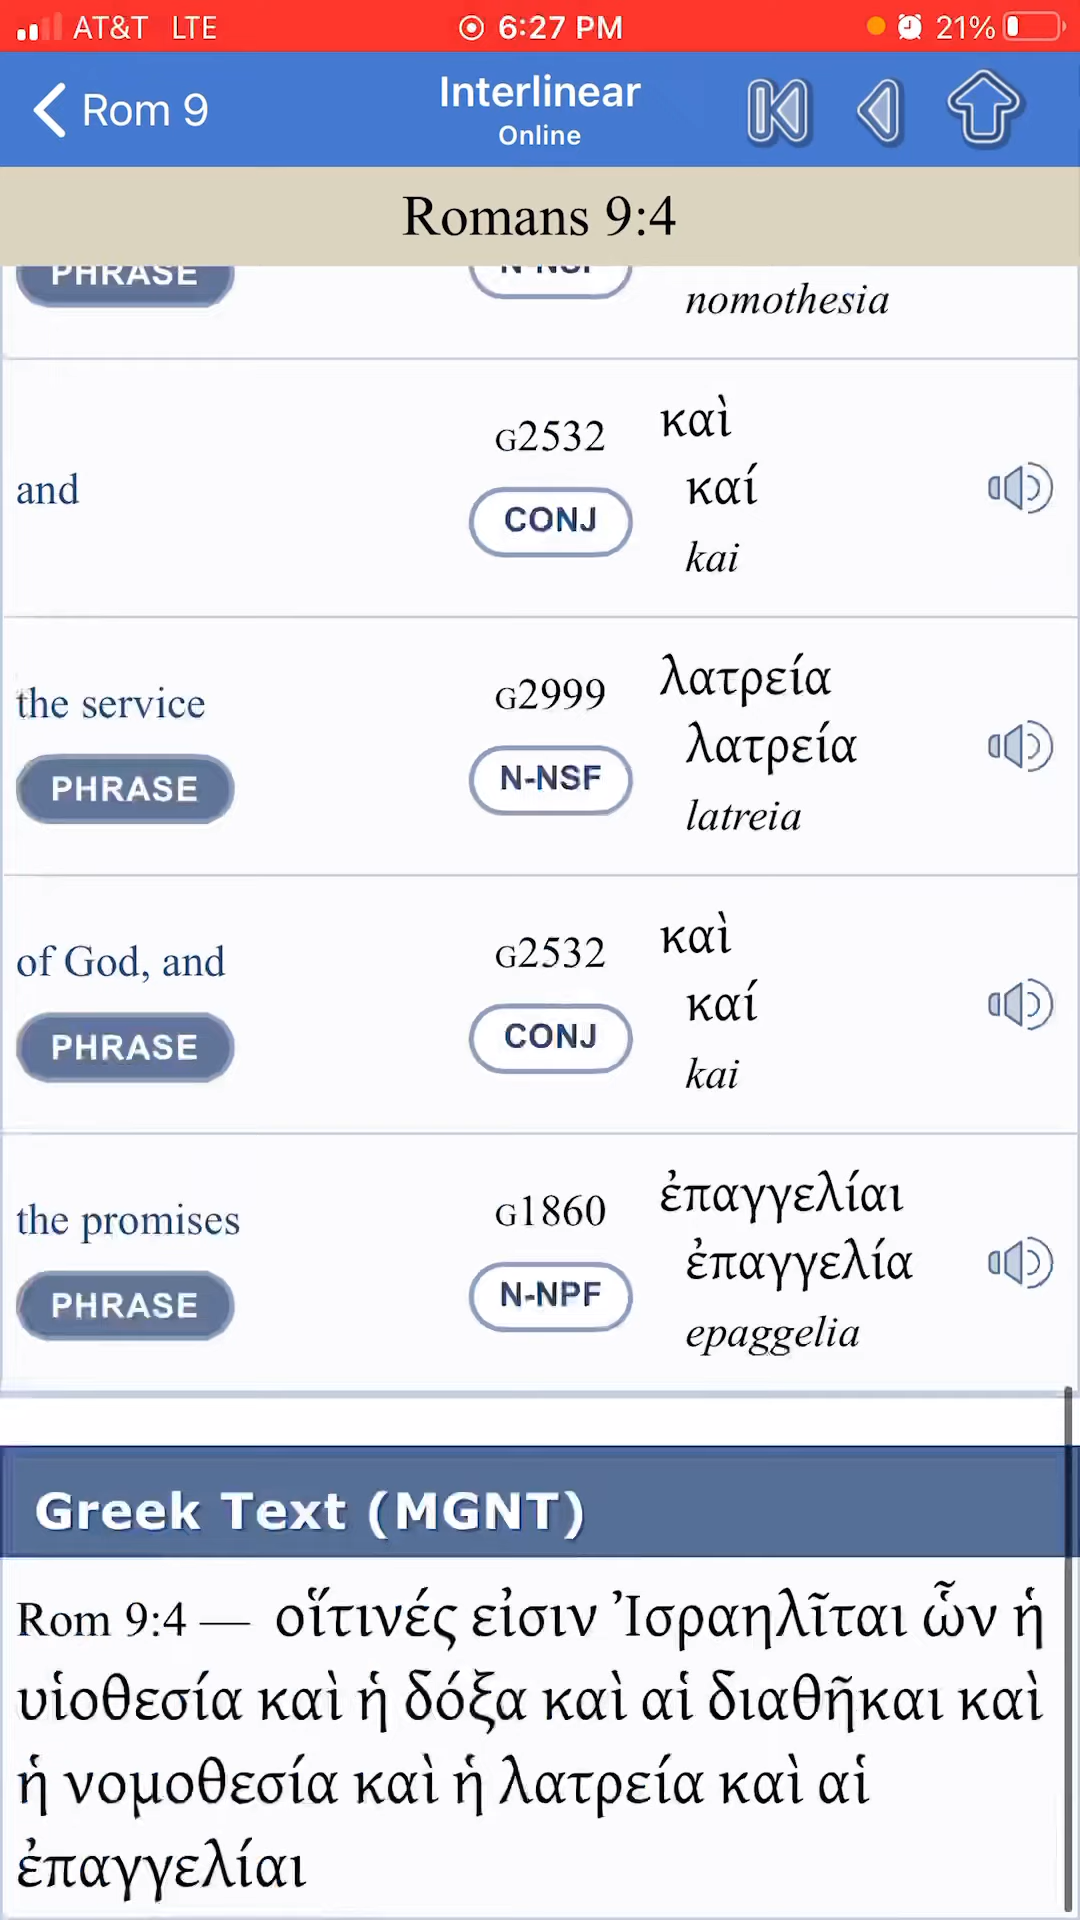 AT&T LTE 6:27 PM 21%
Rom 9 Interlinear
Online
Romans 9:4
PHRASE N-NSF
nomothesia
and G2532 καὶ
CONJ καί
kai
the service G2999 λατρεία
PHRASE N-NSF λατρεία
latreia
of God, and G2532 καὶ
PHRASE CONJ καί
kai
the promises G1860 ἐπαγγελίαι
PHRASE N-NPF ἐπαγγελία
epaggelia
Greek Text (MGNT)
Rom 9:4 — οἵτινές εἰσιν Ἰσραηλῖται ὧν ἡ
υἱοθεσία καὶ ἡ δόξα καὶ αἱ διαθῆκαι καὶ
ἡ νομοθεσία καὶ ἡ λατρεία καὶ αἱ
ἐπαγγελίαι